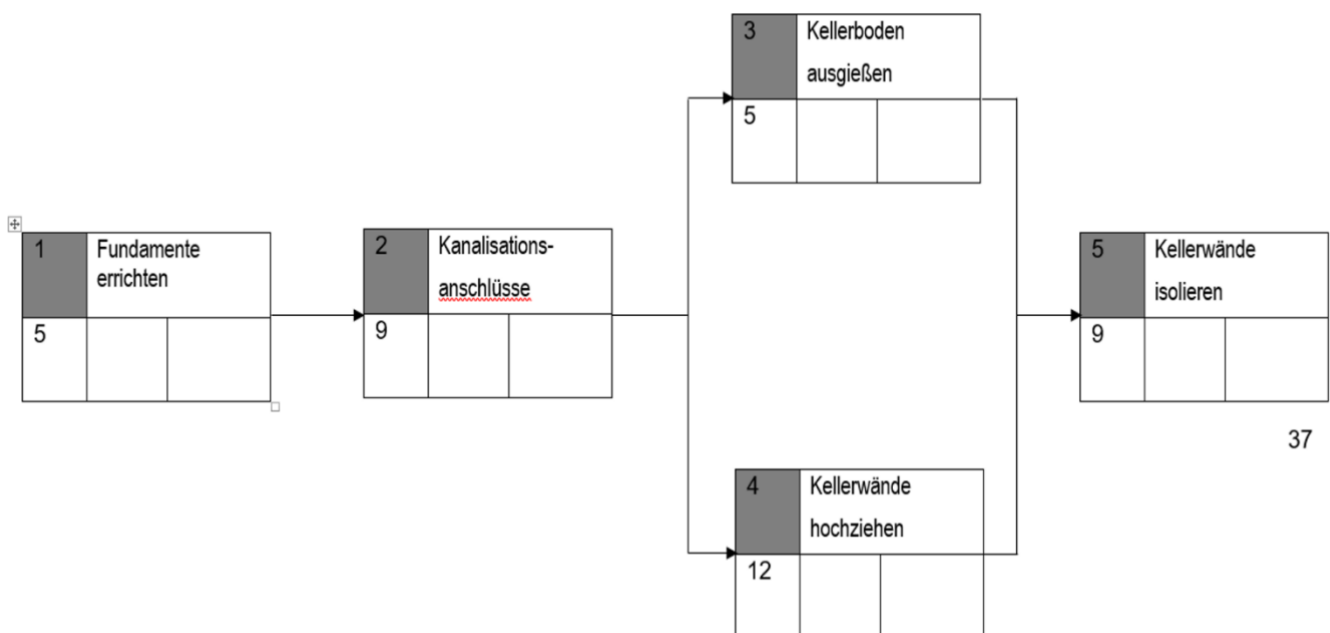 3 Kellerboden
ausgießen
5
1 Fundamente
errichten
5
2 Kanalisations-
anschlüsse
9
5 Kellerwände
isolieren
9
37
4 Kellerwände
hochziehen
12